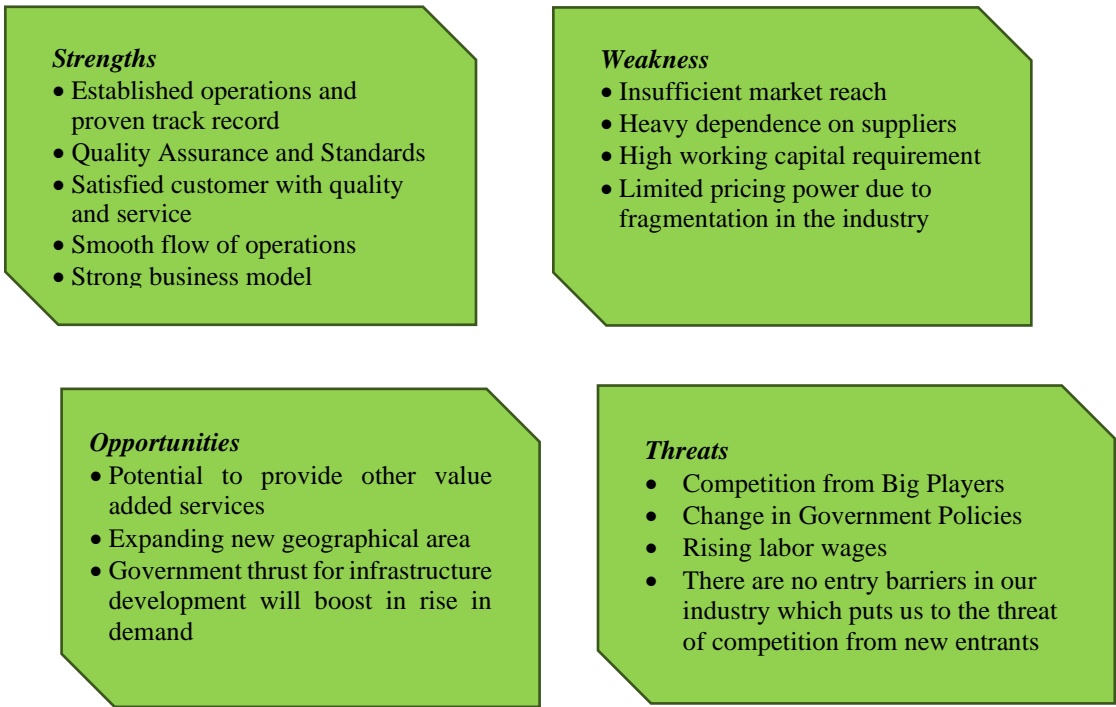 Strengths
• Established operations and
proven track record
• Quality Assurance and Standards
• Satisfied customer with quality
and service
• Smooth flow of operations
• Strong business model
Weakness
• Insufficient market reach
• Heavy dependence on suppliers
• High working capital requirement
• Limited pricing power due to
fragmentation in the industry
Opportunities
• Potential to provide other value
added services
• Expanding new geographical area
• Government thrust for infrastructure
development will boost in rise in
demand
Threats
• Competition from Big Players
• Change in Government Policies
• Rising labor wages
• There are no entry barriers in our
industry which puts us to the threat
of competition from new entrants